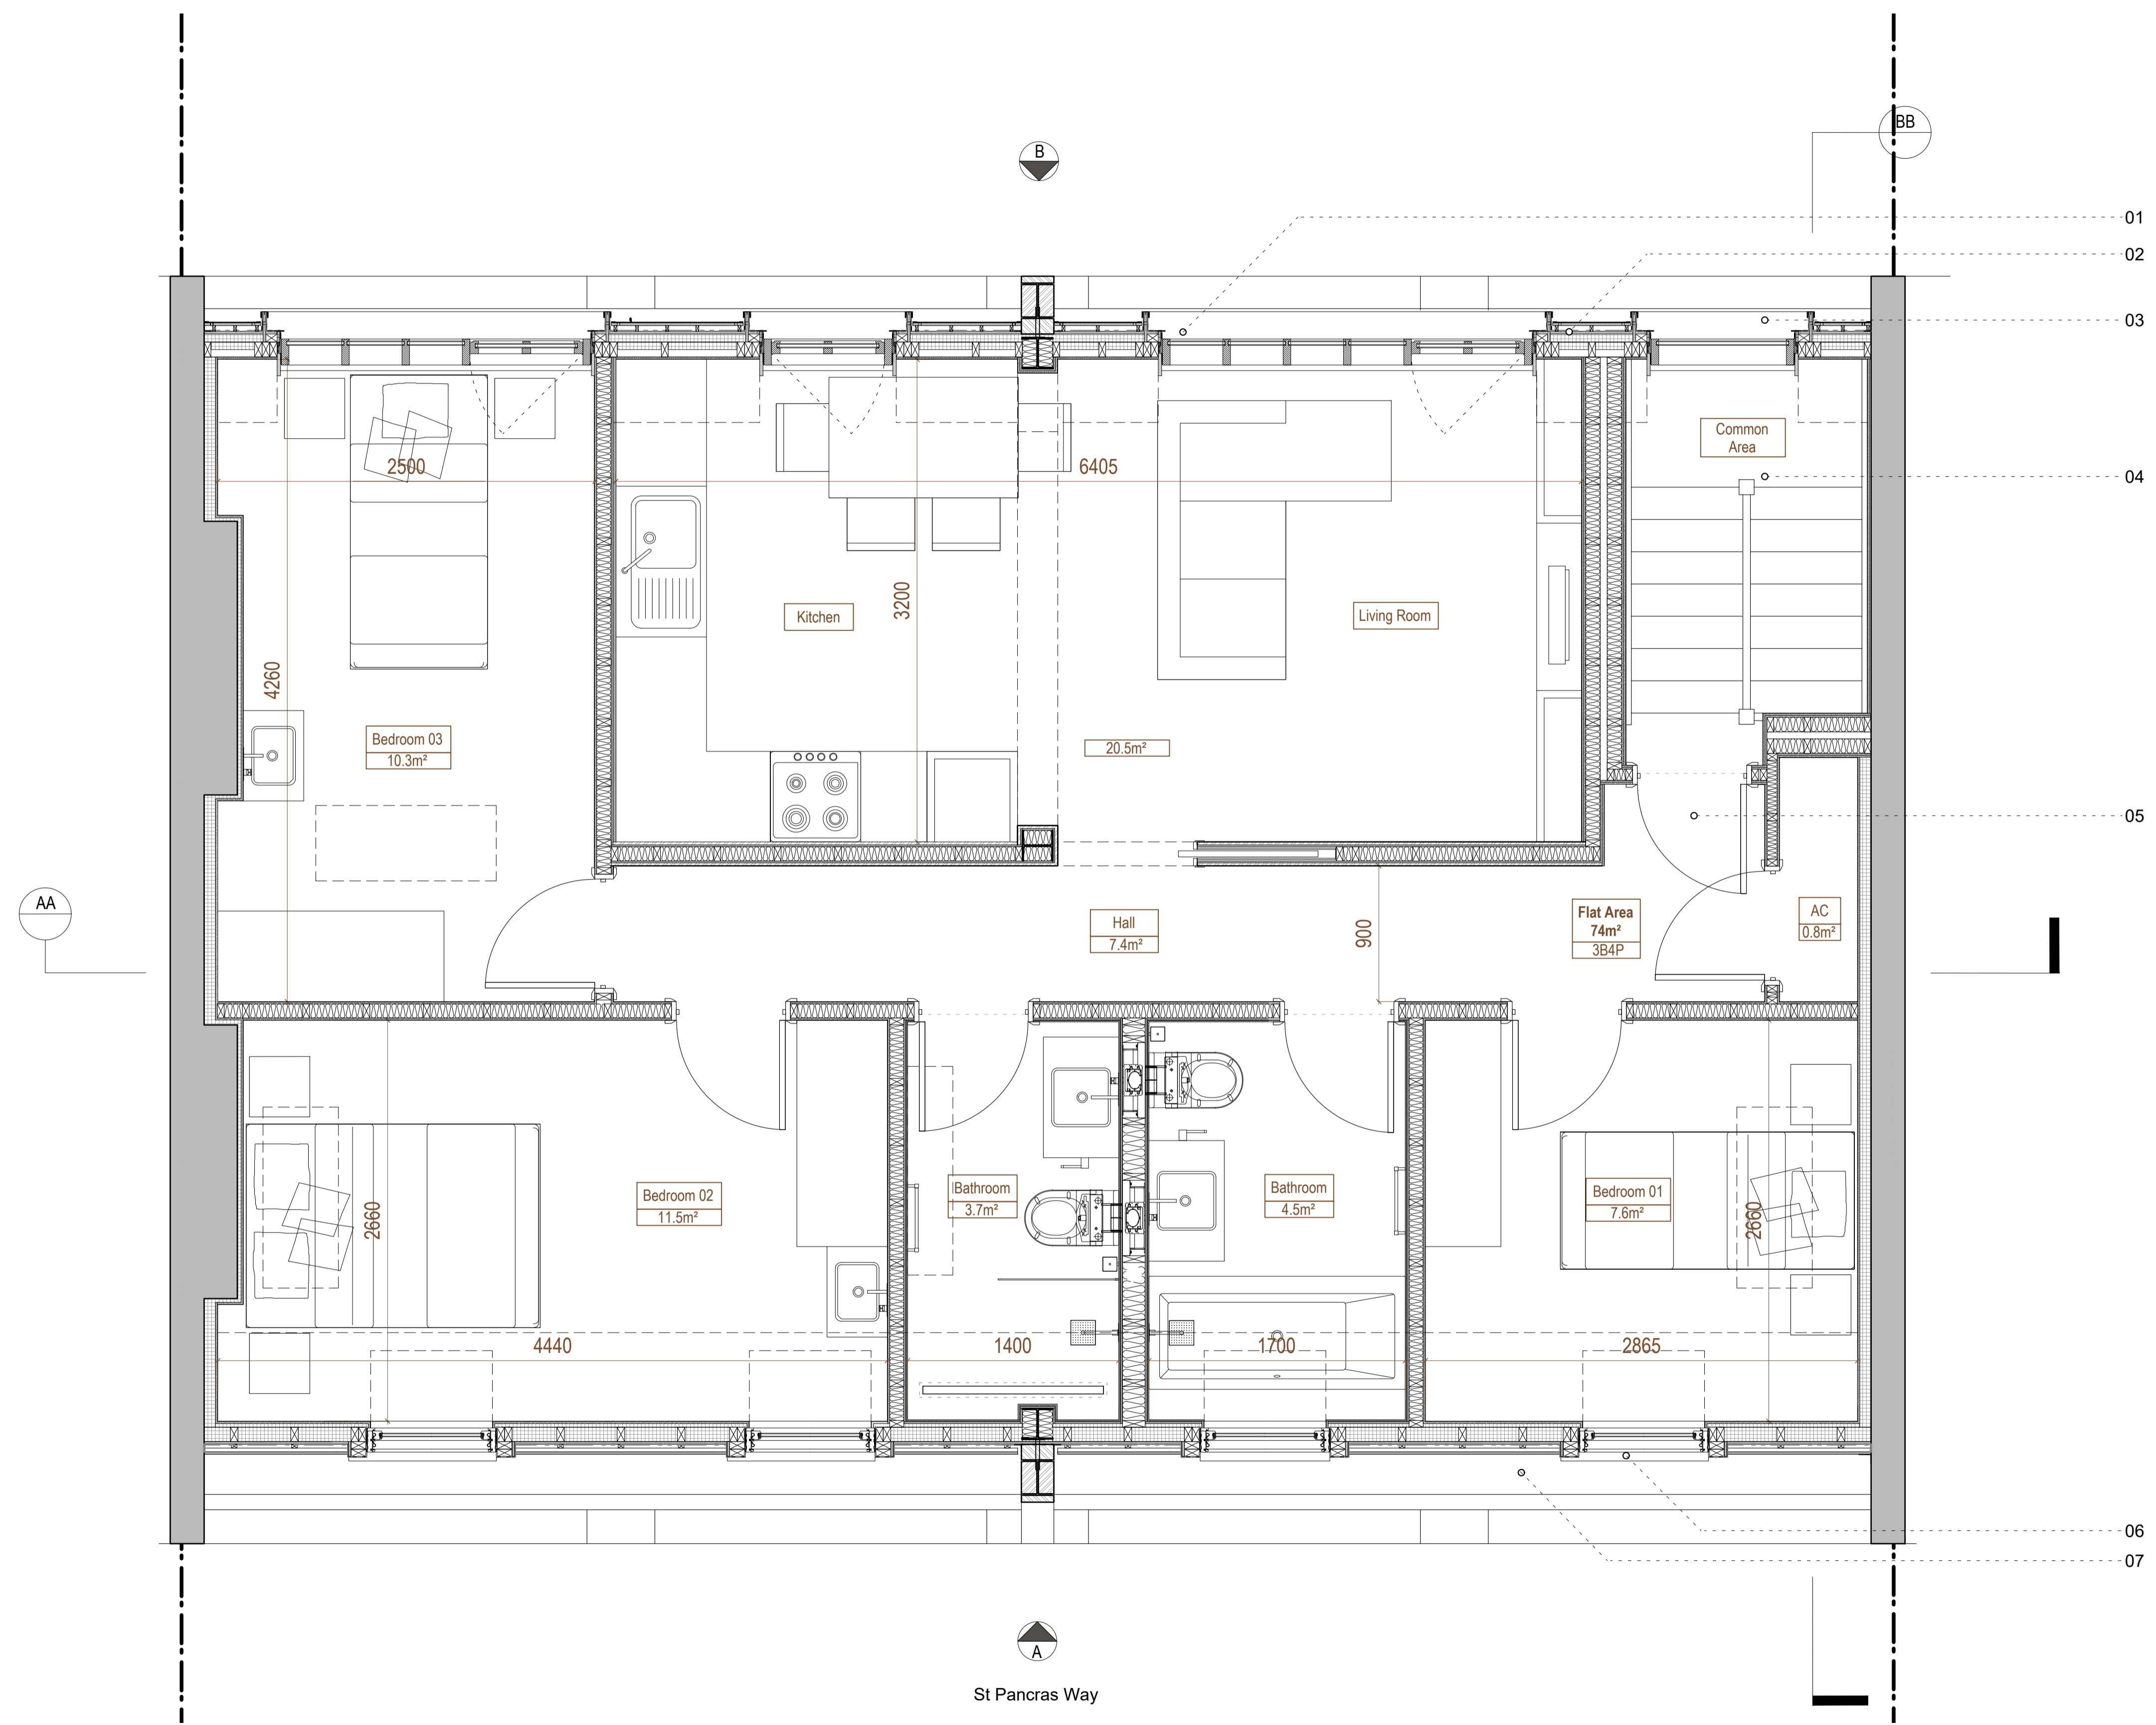 BB
B
01
02
03
Common
Area
2500
6405
04
3200
Kitchen
Living Room
4260
Bedroom 03
10.3m²
20.5m²
05
AA
Hall
7.4m²
900
Flat Area
74m²
3B4P
AC
0.8m²
Bedroom 02
11.5m²
2660
Bathroom
3.7m²
Bathroom
4.5m²
Bedroom 01
7.6m²
2660
4440
1400
1700
2865
06
07
A
St Pancras Way